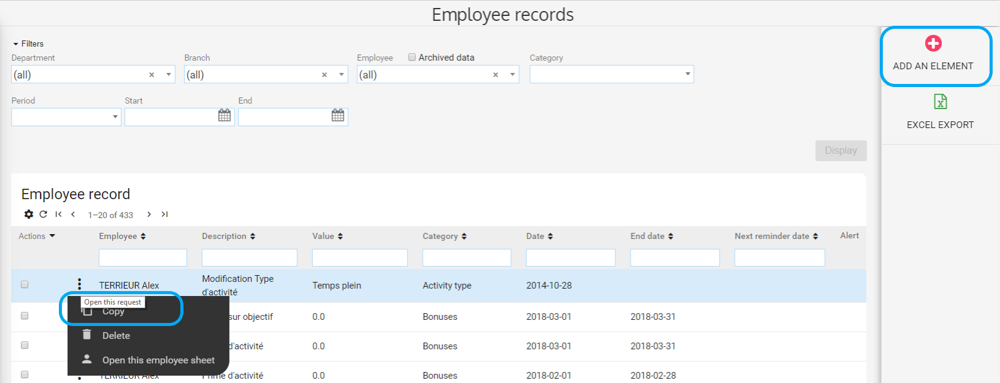 Employee records
Filters
Department
Branch
Employee
Archived data
Category
(all)
(all)
(all)
Period
Start
End
Display
ADD AN ELEMENT
EXCEL EXPORT
Employee record
1–20 of 433
Actions
Employee
Description
Value
Category
Date
End date
Next reminder date
Alert
TERRIEUR Alex
Modification Type
d'activité
Temps plein
Activity type
2014-10-28
Open this request
Copy
Delete
Open this employee sheet
sur objectif
0.0
Bonuses
2018-03-01
2018-03-31
d'activité
0.0
Bonuses
2018-03-01
2018-03-31
TERRIEUR Alex
Prime d'activité
0.0
Bonuses
2018-02-01
2018-02-28